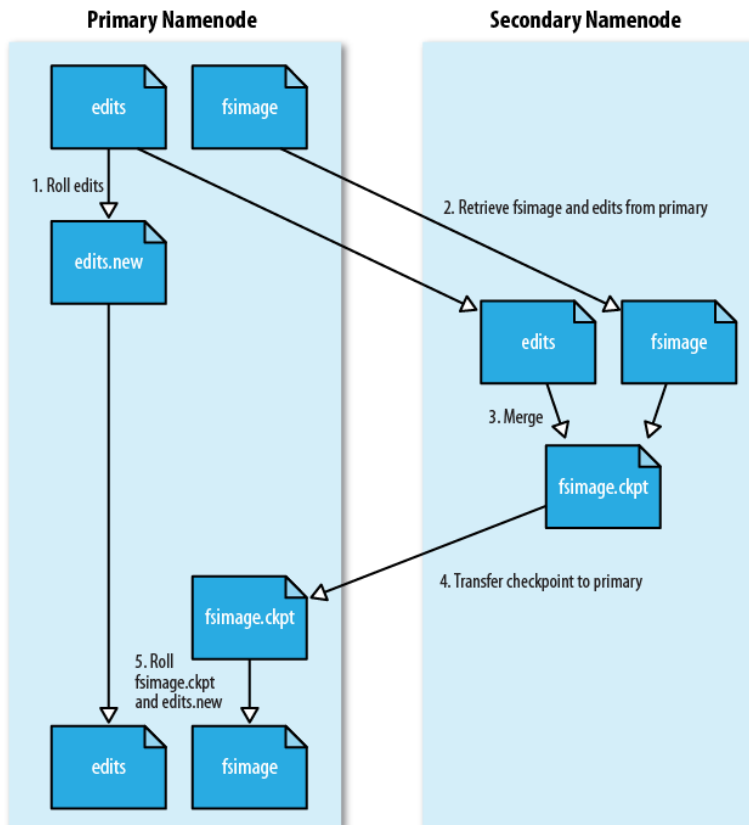 Primary Namenode
Secondary Namenode
edits
fsimage
1. Roll edits
2. Retrieve fsimage and edits from primary
edits.new
edits
fsimage
3. Merge
fsimage.ckpt
4. Transfer checkpoint to primary
fsimage.ckpt
5. Roll
fsimage.ckpt
and edits.new
edits
fsimage